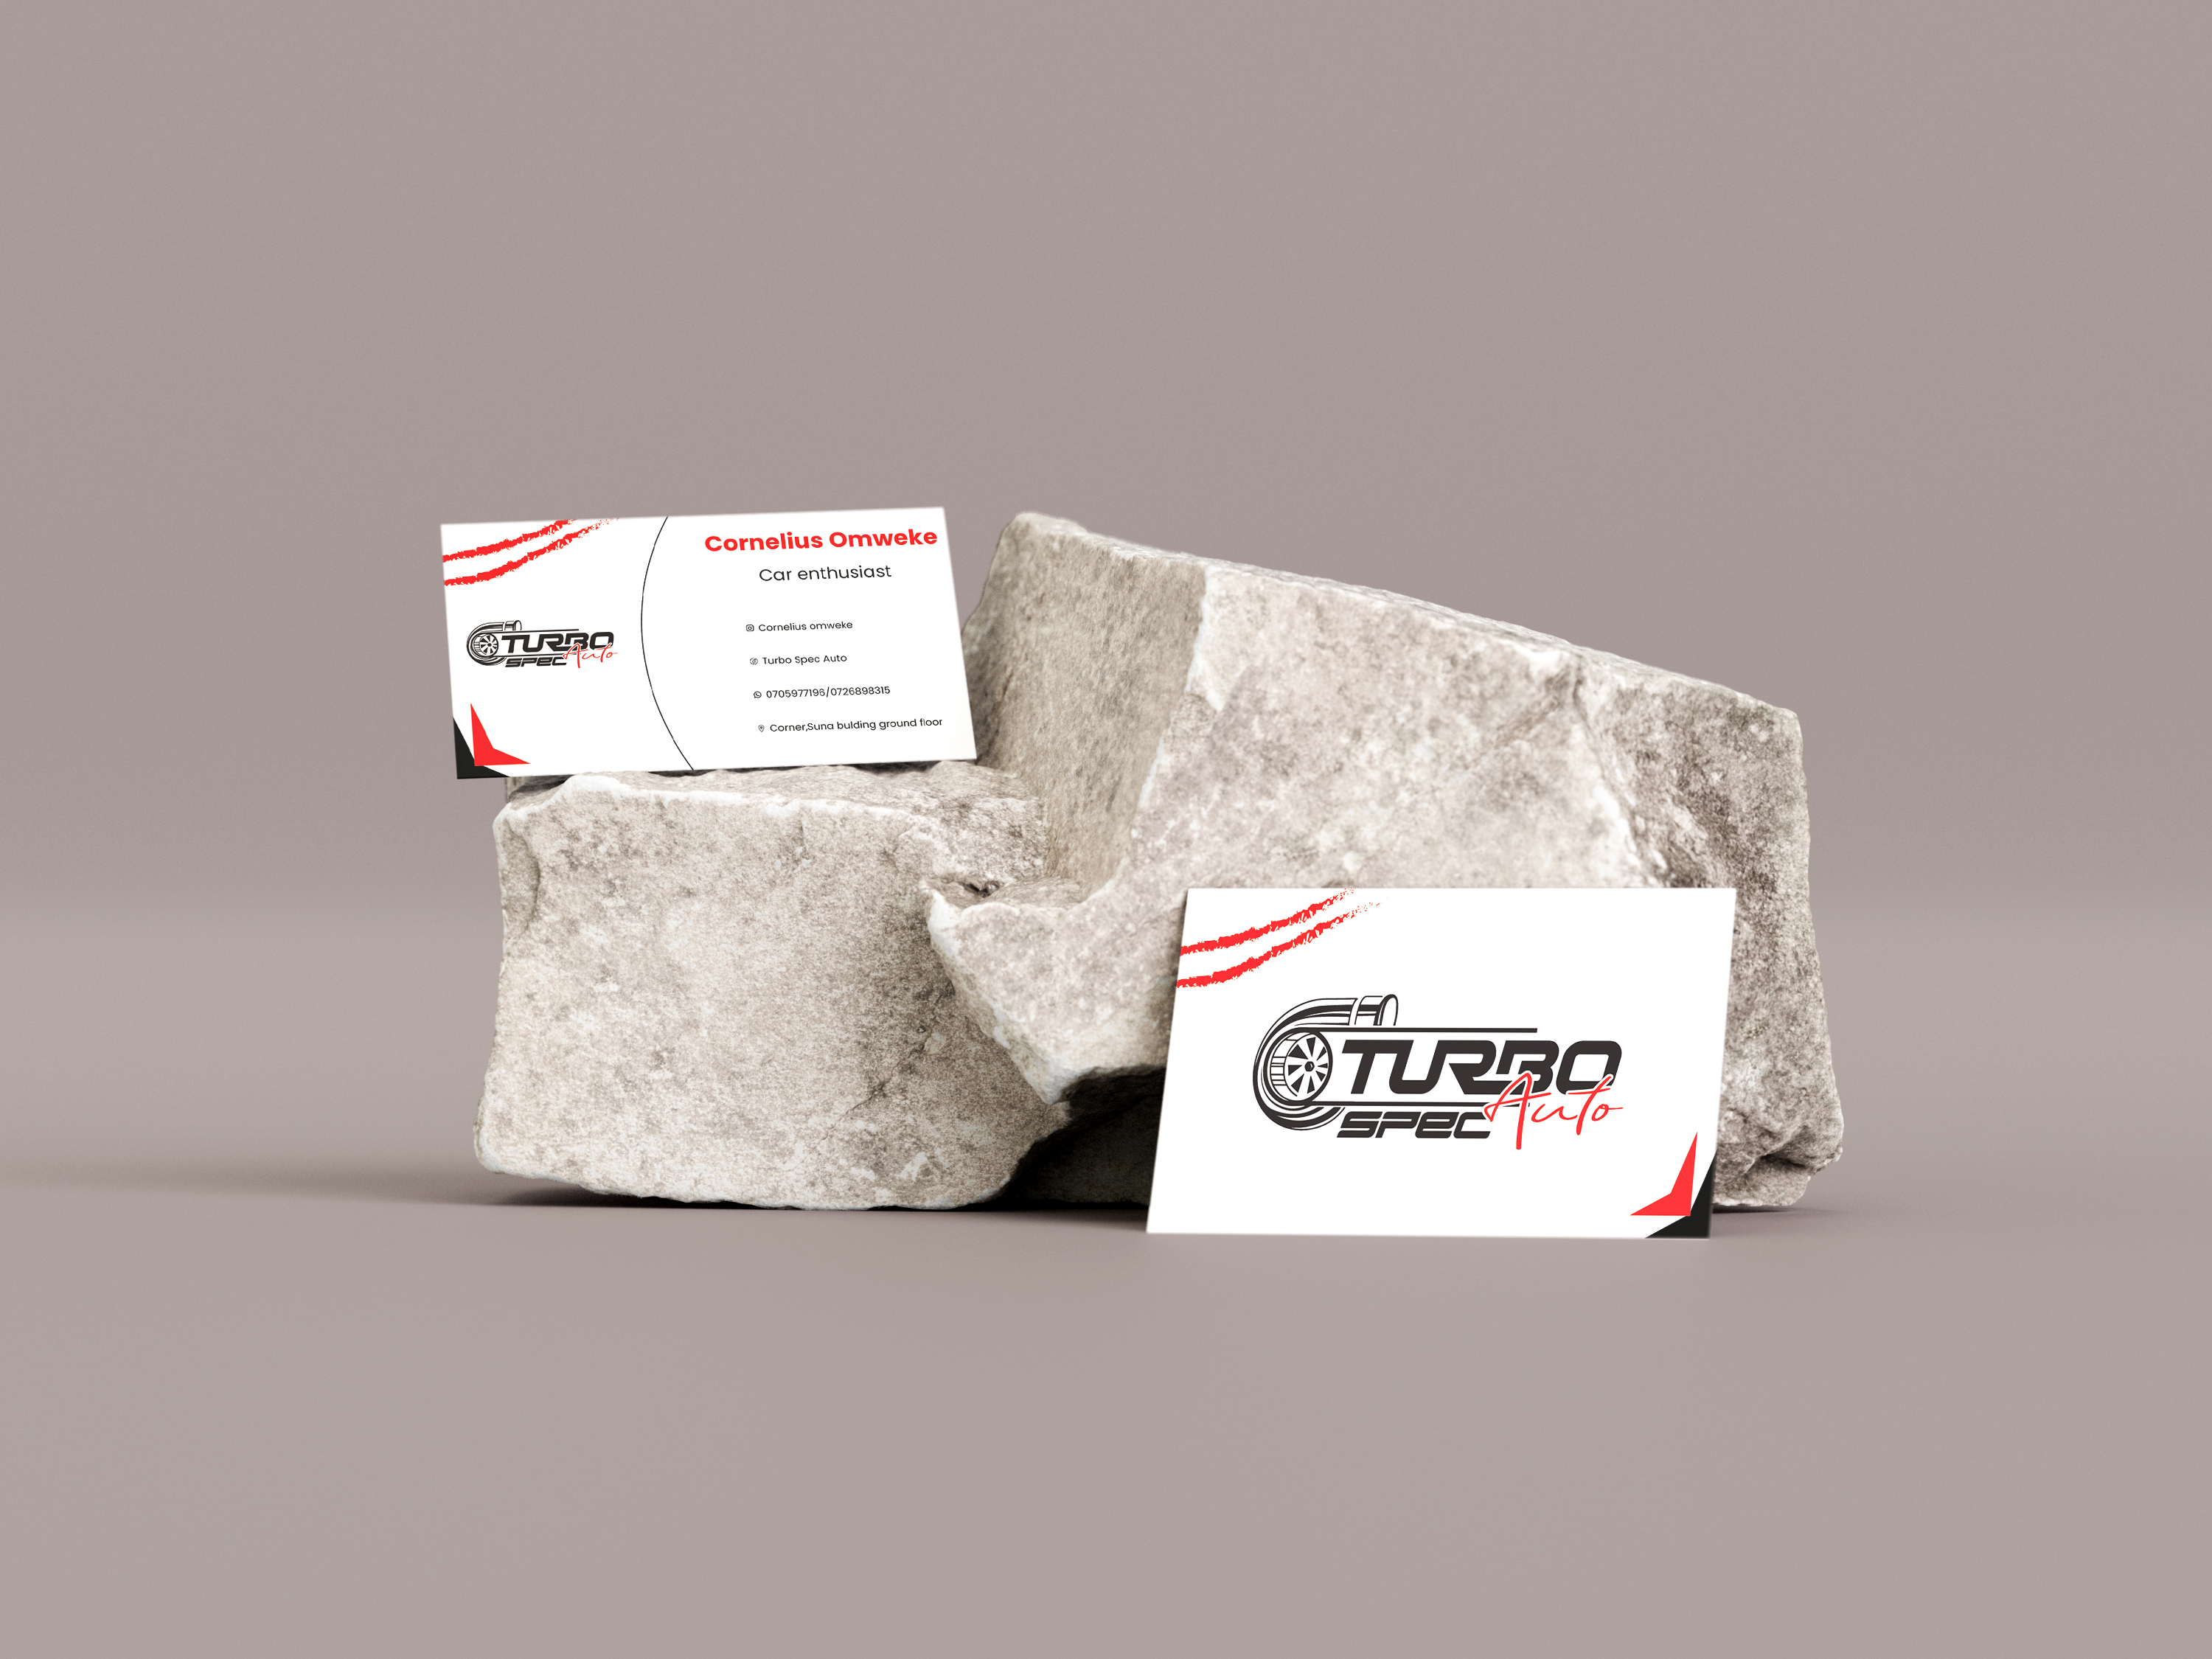 Cornelius Omweke
Car enthusiast
Cornelius omweke
Turbo Spec Auto
0705977196/0726898315
Corner,Suna bulding ground floor
TURBO
SPEC Auto
TURBO
SPEC Auto